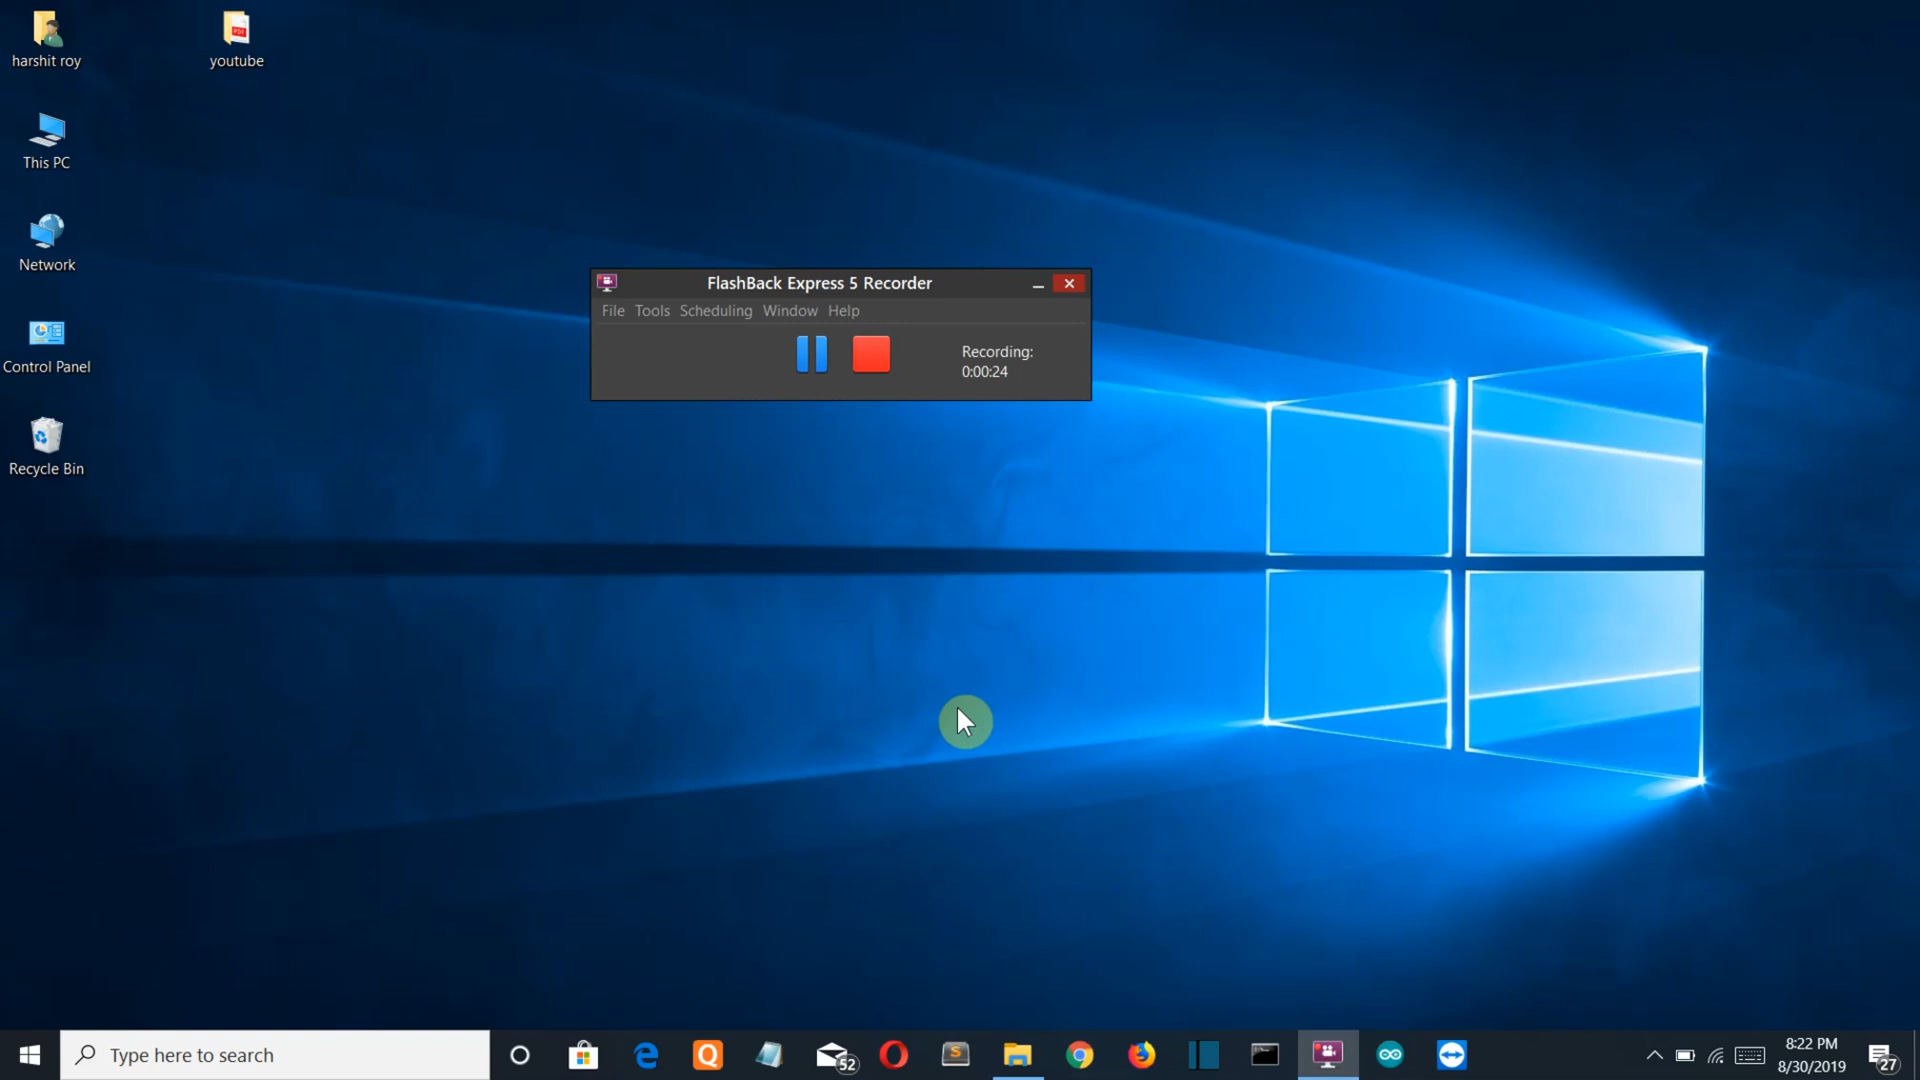 harshit roy
youtube
This PC
Network
Control Panel
Recycle Bin
FlashBack Express 5 Recorder
File Tools Scheduling Window Help
Recording:
0:00:24
Type here to search
52
8:22 PM
8/30/2019
27